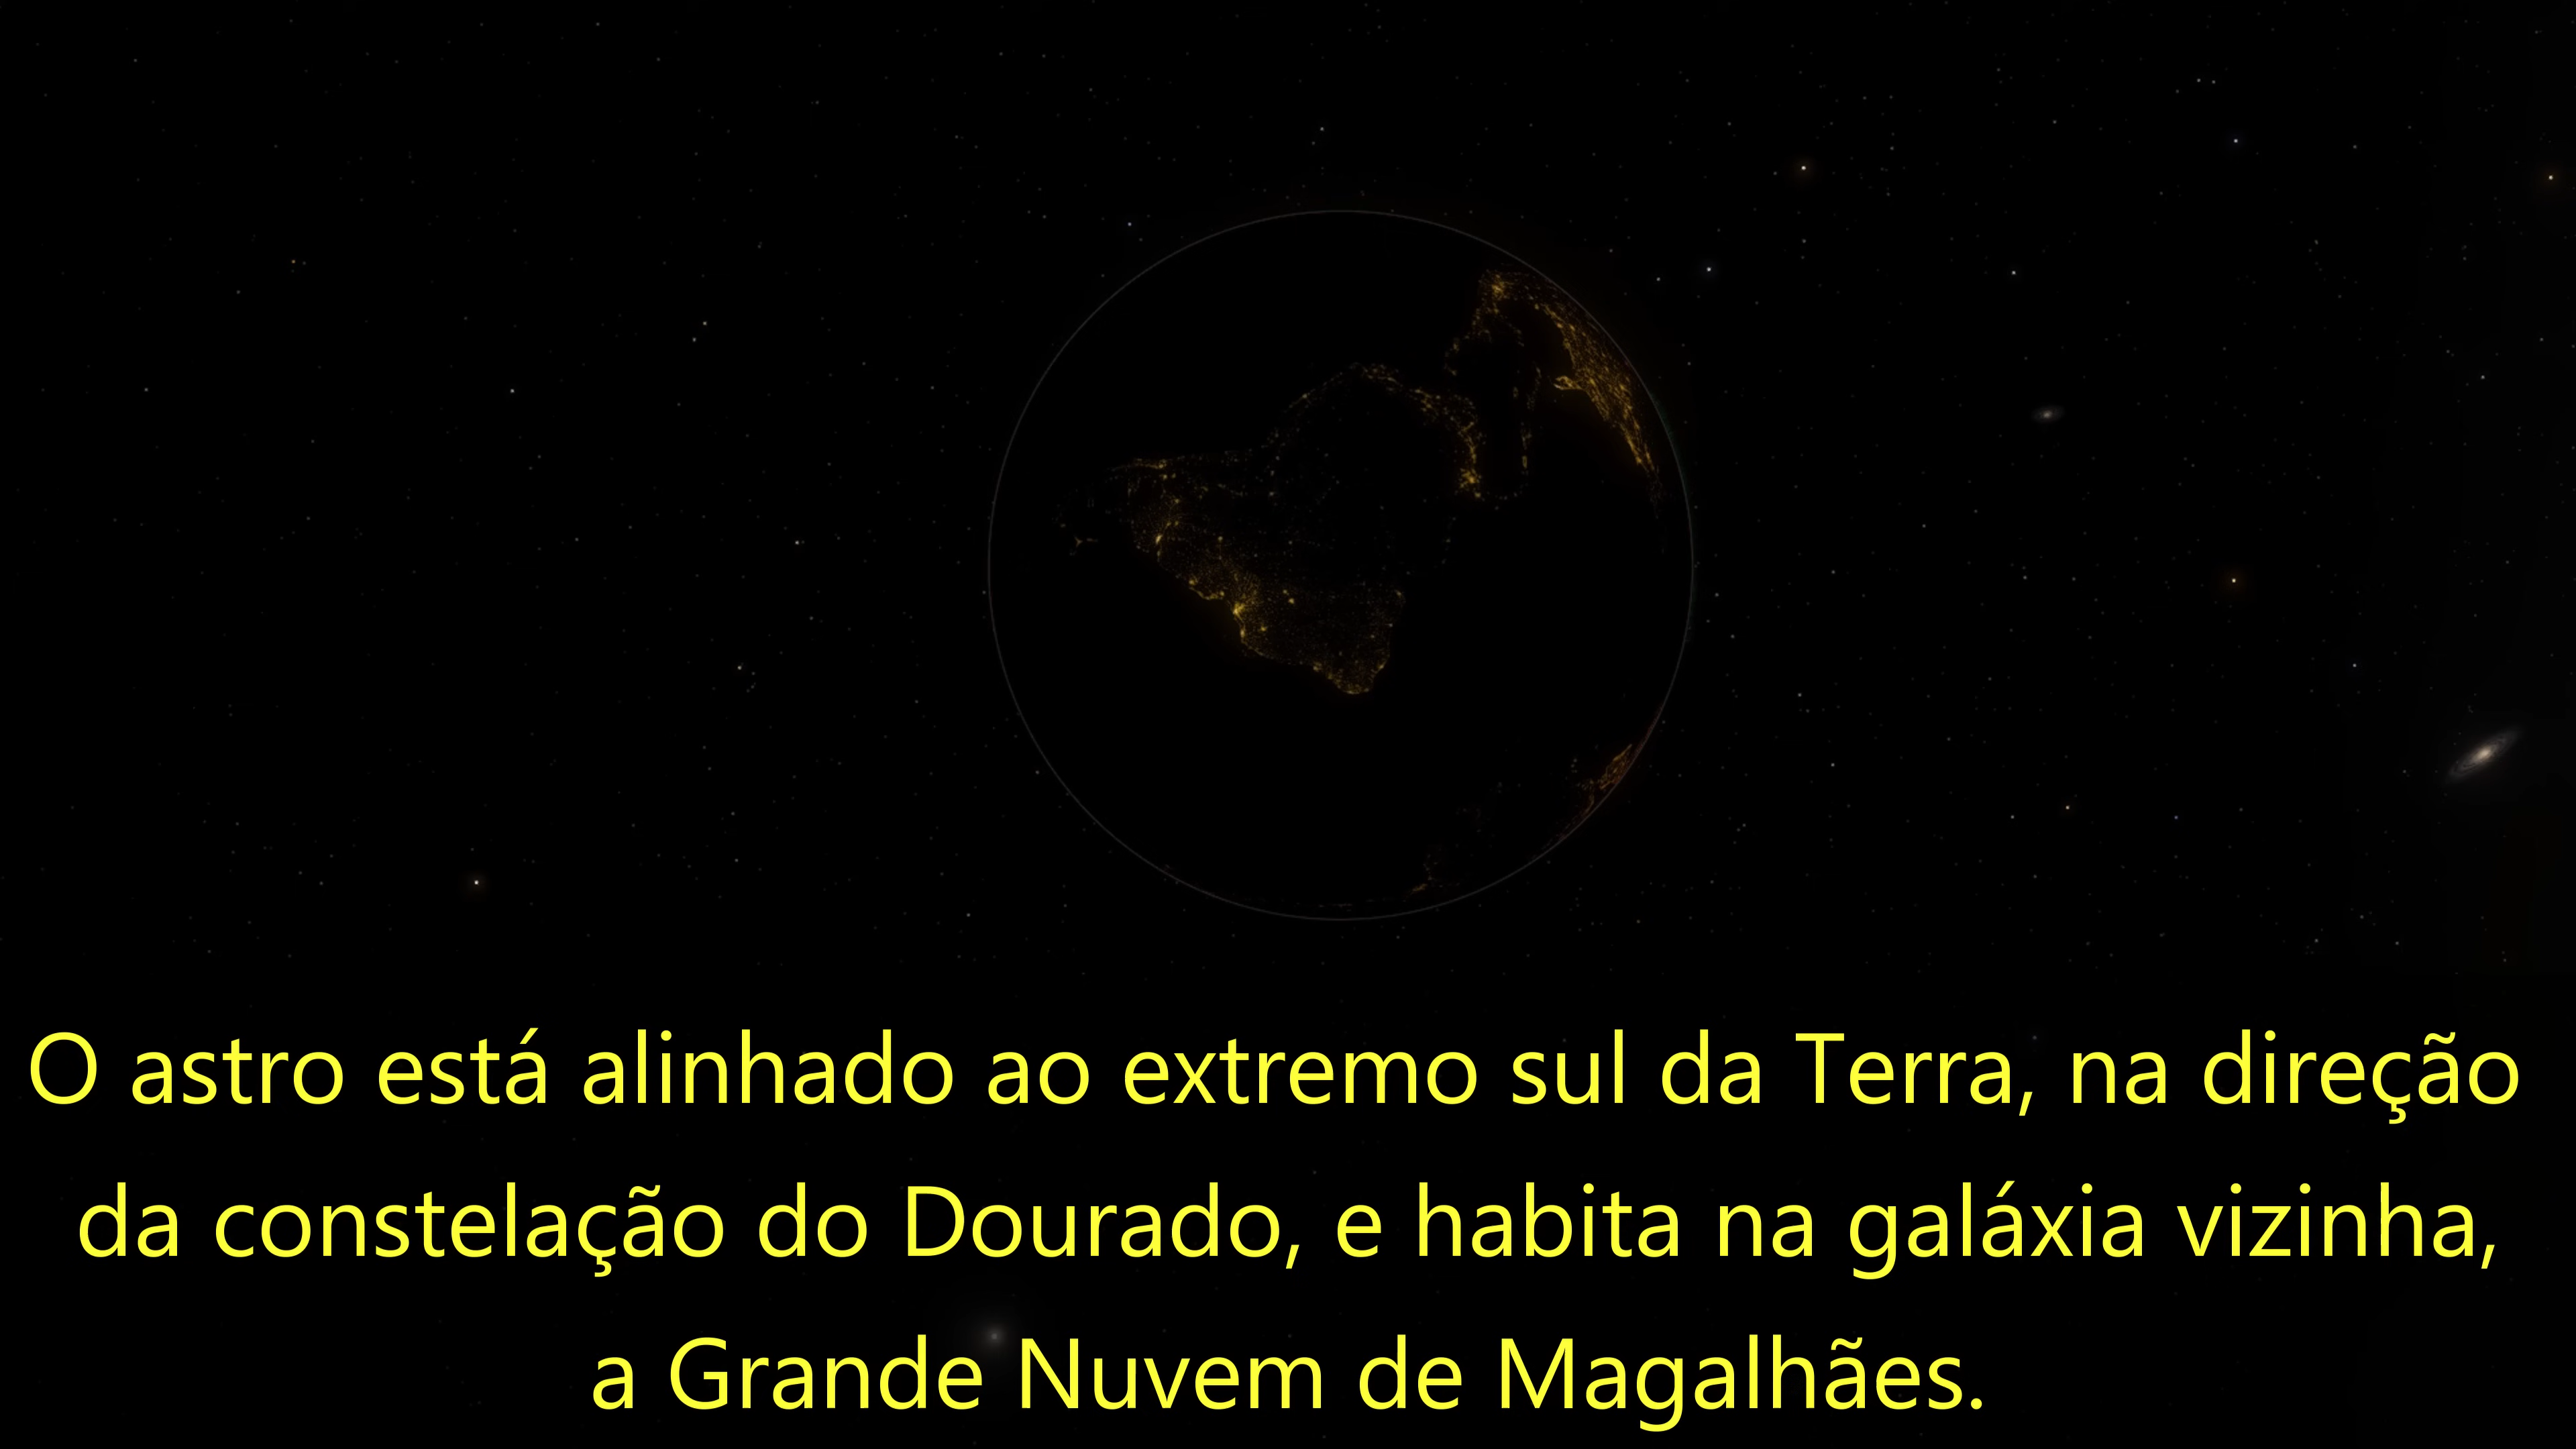 O astro está alinhado ao extremo sul da Terra, na direção
da constelação do Dourado, e habita na galáxia vizinha,
a Grande Nuvem de Magalhães.